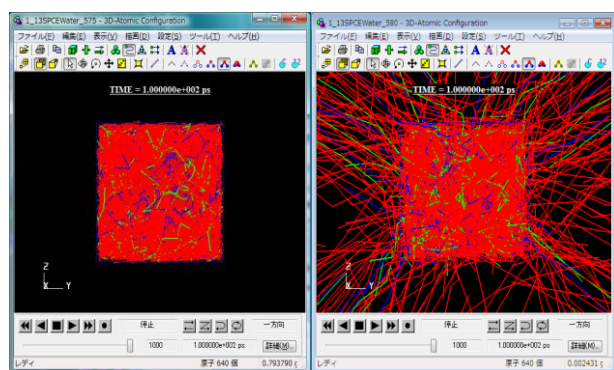 1_13SPCEWater_575 - 3D-Atomic Configuration
ファイル(F) 編集(E) 表示(V) 描画(D) 設定(S) ツール(T) ヘルプ(H)
TIME = 1.000000e+002 ps
Z
X Y
停止 一方向
1000 1.000000e+002 ps 詳細(M)...
レディ 原子 640 個 0.793790 g
1_13SPCEWater_580 - 3D-Atomic Configuration
ファイル(F) 編集(E) 表示(V) 描画(D) 設定(S) ツール(T) ヘルプ(H)
TIME = 1.000000e+002 ps
Z
X Y
停止 一方向
1000 1.000000e+002 ps 詳細(M)...
レディ 原子 640 個 0.002431 g